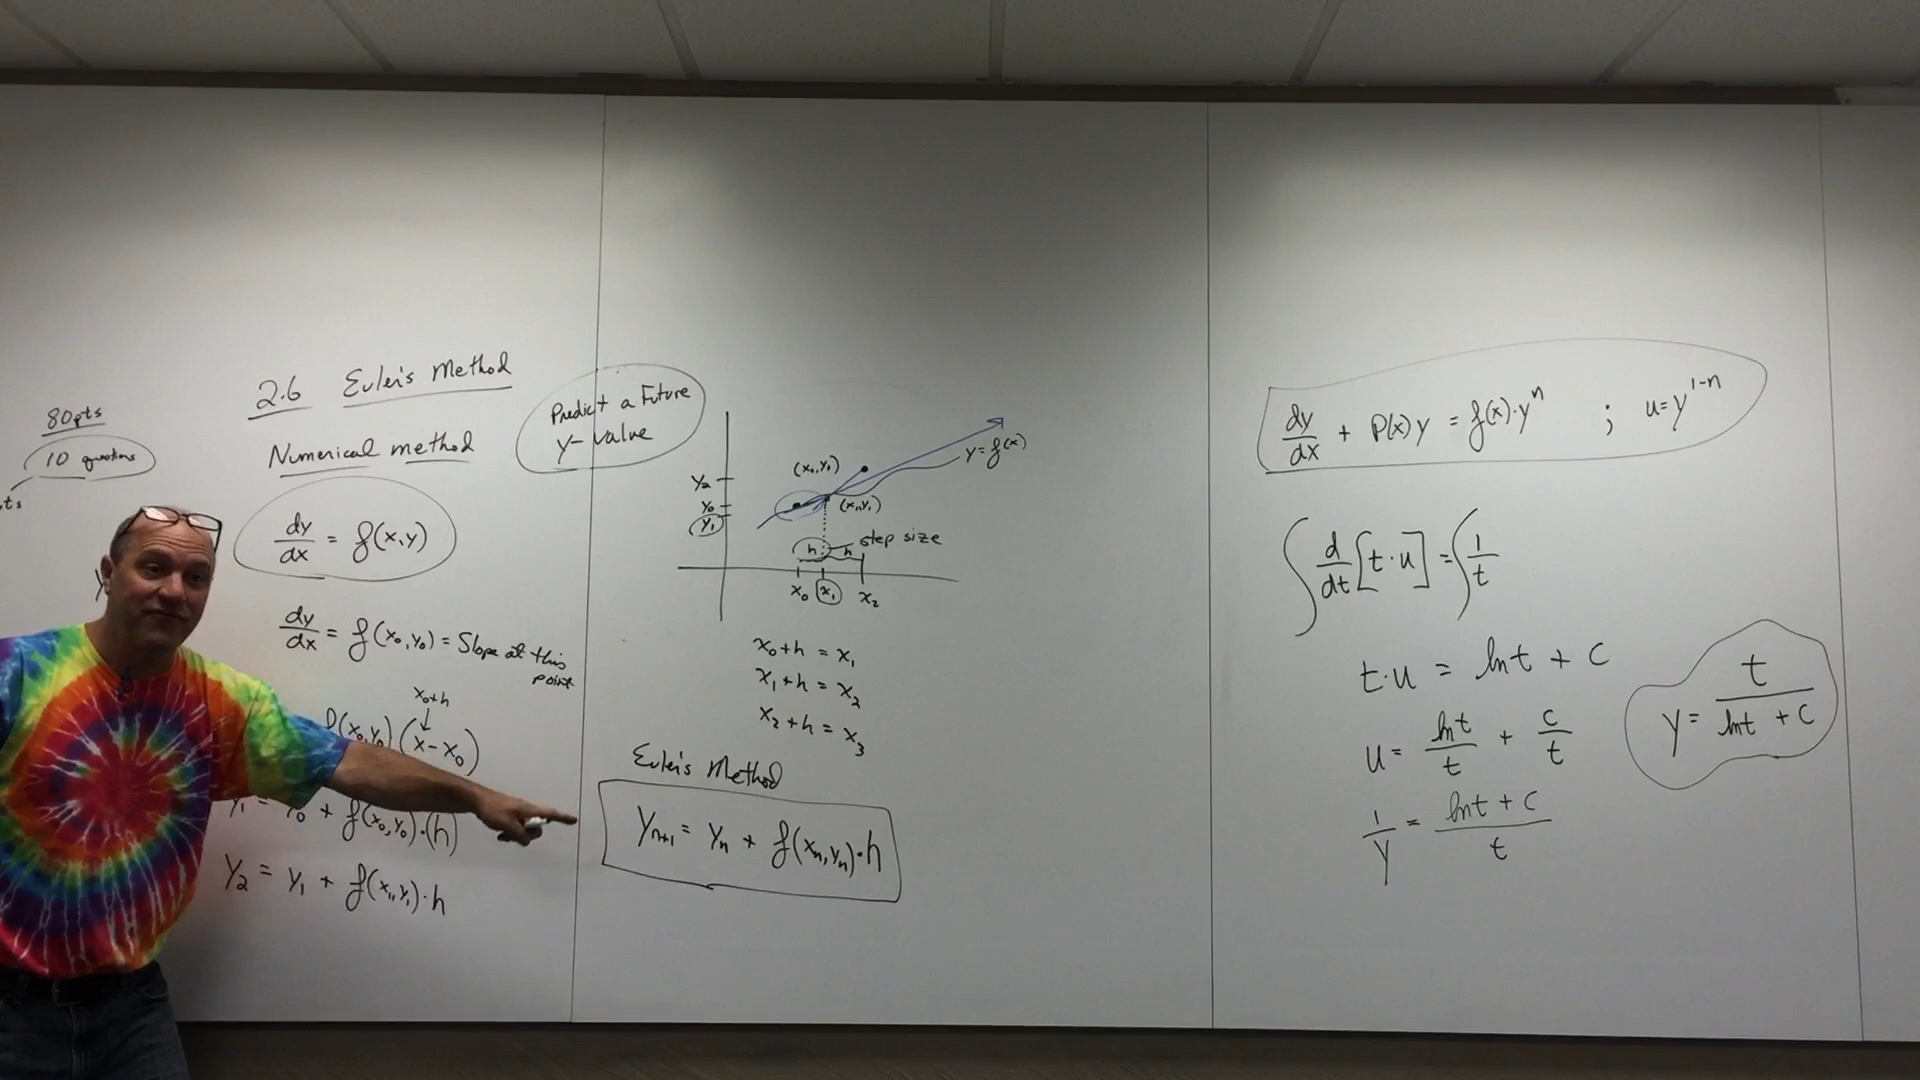 80pts
10 questions
ts
2.6 Euler's Method
Numerical method
dy/dx = f(x,y)
dy/dx = f(x₀,y₀) = Slope at this point
x₀+h
↓
(x₀,y₀)(x-x₀)
y₁ = y₀ + f(x₀,y₀)·(h)
y₂ = y₁ + f(x₁,y₁)·h
Predict a Future
y-value
y₂
y₀
y₁
(x₀,y₀)
(x₁,y₁)
y=f(x)
h h step size
x₀ x₁ x₂
x₀+h = x₁
x₁+h = x₂
x₂+h = x₃
Euler's Method
yₙ₊₁ = yₙ + f(xₙ,yₙ)·h
dy/dx + P(x)y = f(x)·yⁿ ; u=y¹⁻ⁿ
∫ d/dt [t·u] = ∫ 1/t
t·u = lnt + C
u = lnt/t + C/t
1/y = (lnt + C)/t
y = t/(lnt + C)